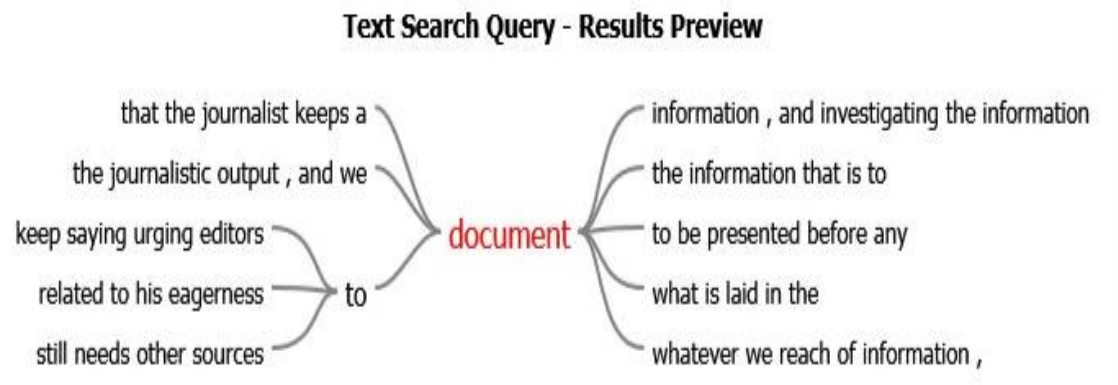 Text Search Query - Results Preview
that the journalist keeps a
the journalistic output , and we
keep saying urging editors
related to his eagerness
still needs other sources
to
document
information , and investigating the information
the information that is to
to be presented before any
what is laid in the
whatever we reach of information ,